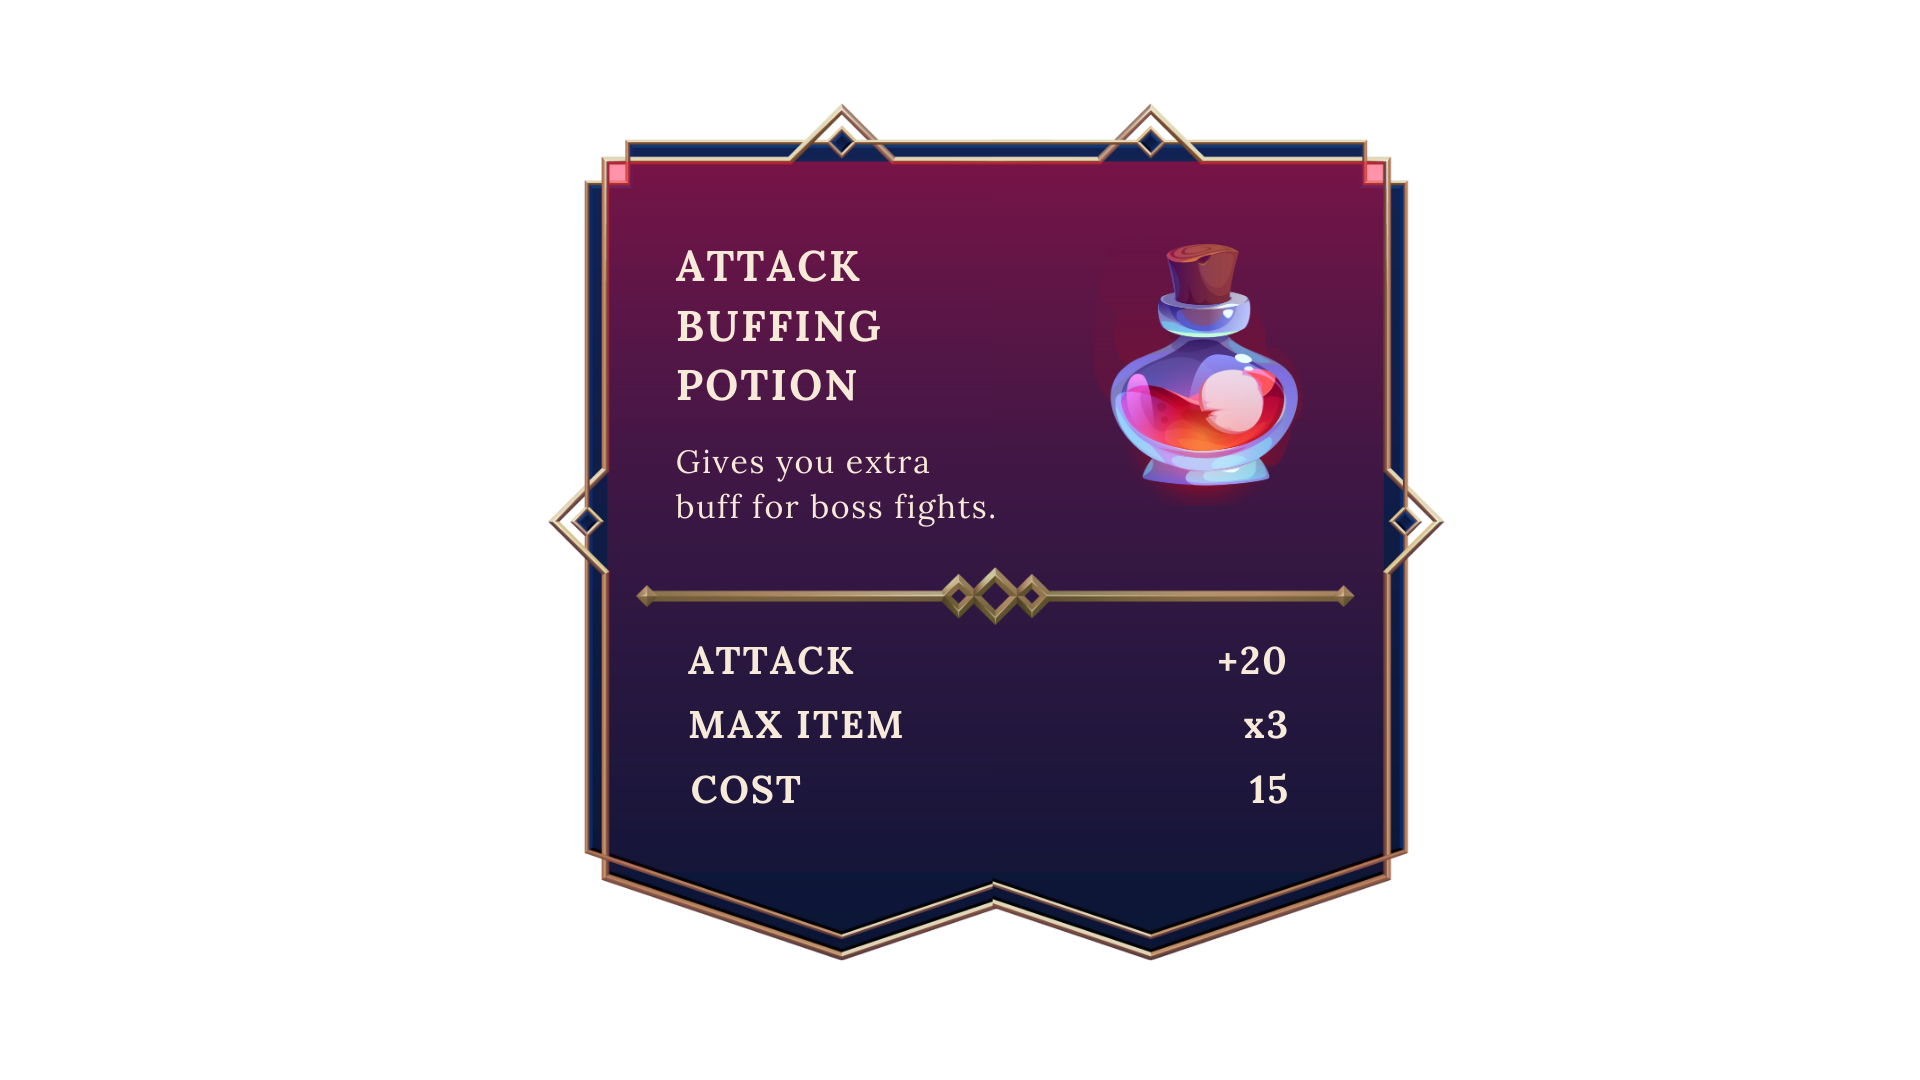 ATTACK
BUFFING
POTION
Gives you extra
buff for boss fights.
ATTACK +20
MAX ITEM x3
COST 15